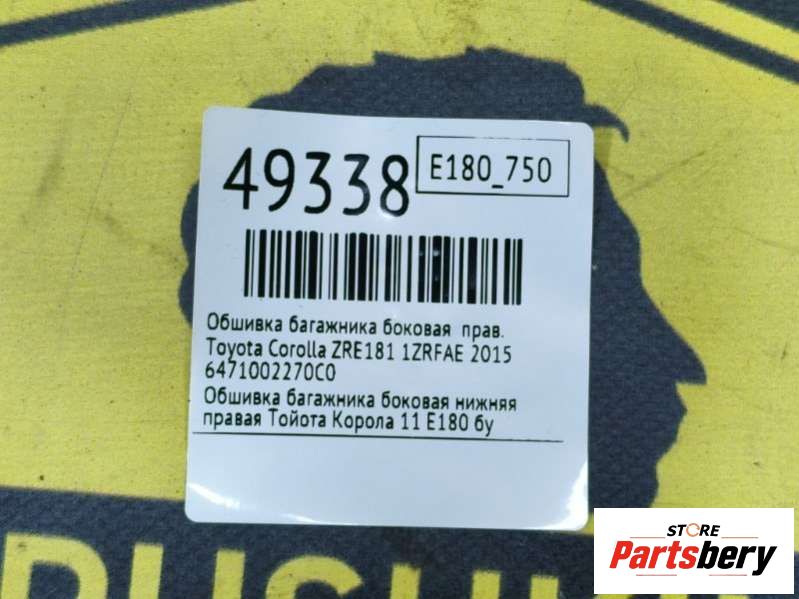 49338
E180_750
Обшивка багажника боковая прав.
Toyota Corolla ZRE181 1ZRFAE 2015
6471002270C0
Обшивка багажника боковая нижняя
правая Тойота Корола 11 E180 бу
STORE
Partsbery